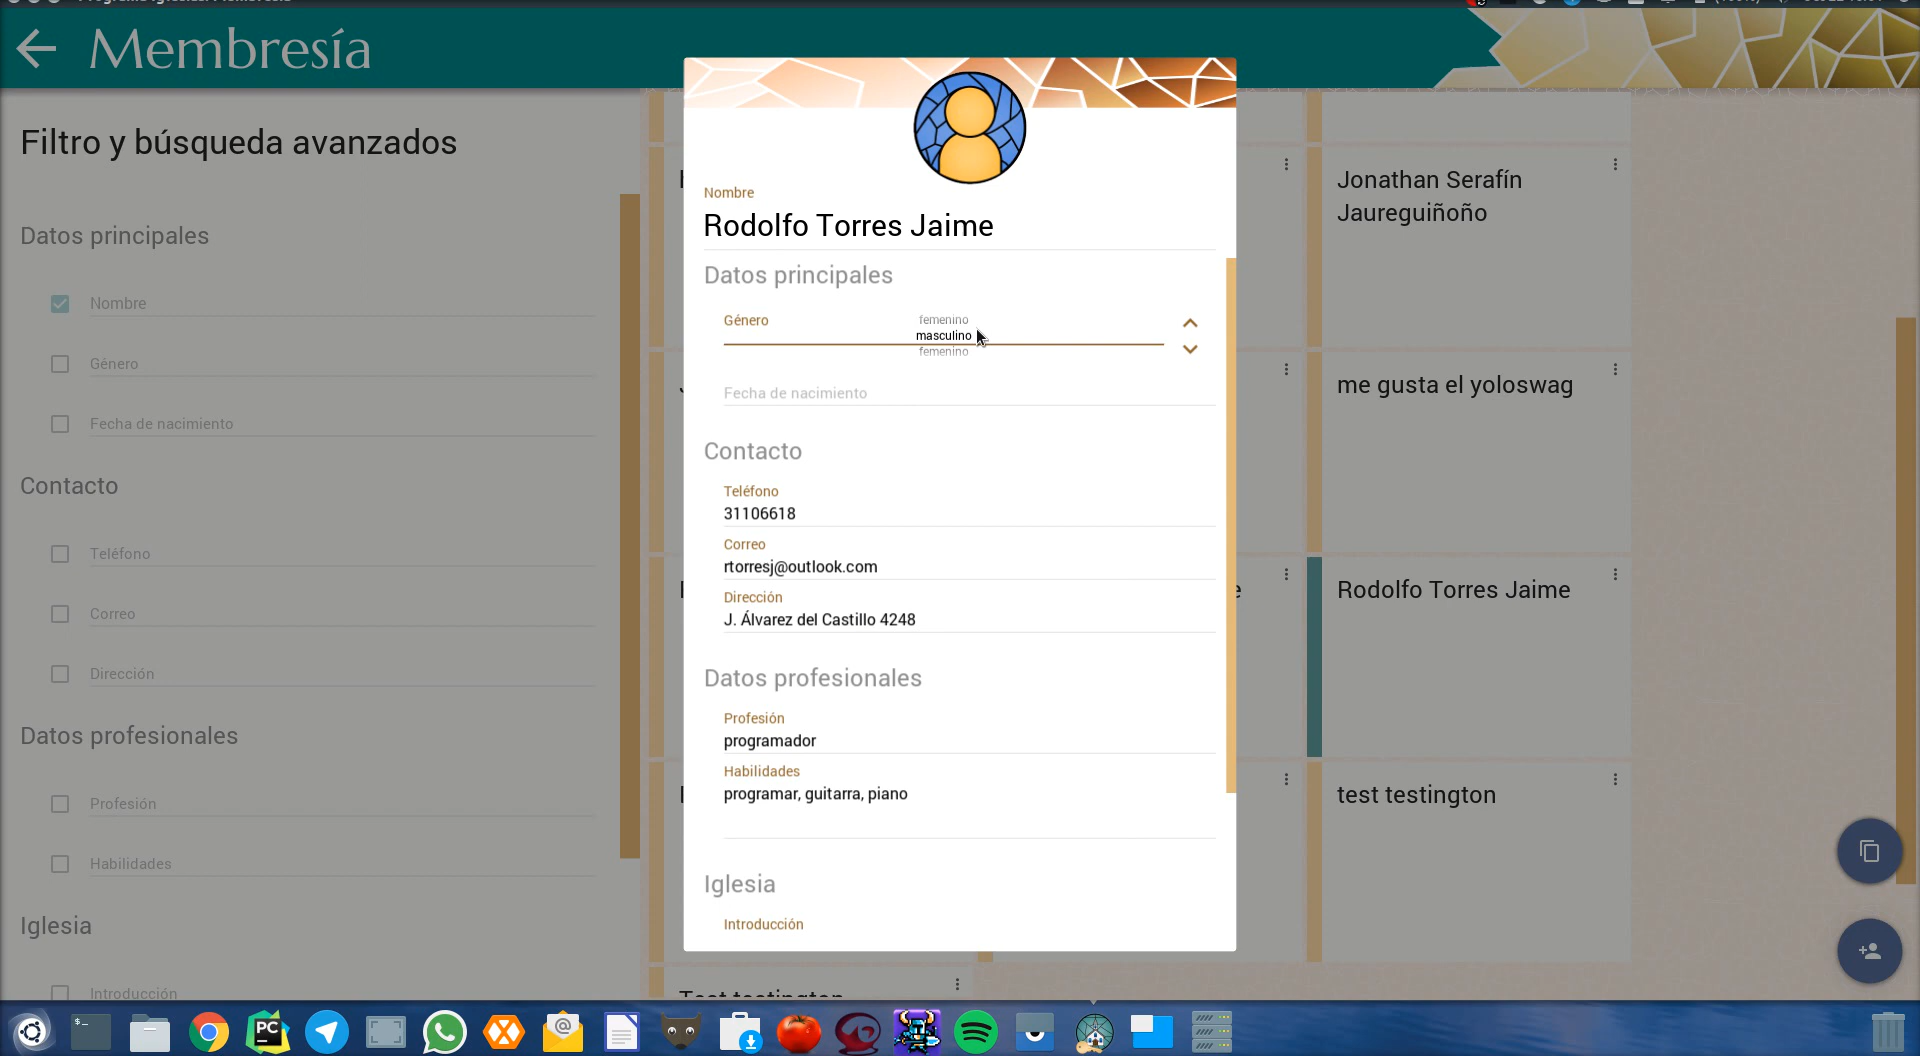 Membresía
Filtro y búsqueda avanzados
Datos principales
Nombre
Género
Fecha de nacimiento
Contacto
Teléfono
Correo
Dirección
Datos profesionales
Profesión
Habilidades
Iglesia
Introducción
Nombre
Rodolfo Torres Jaime
Datos principales
Género
femenino
masculino
femenino
Fecha de nacimiento
Contacto
Teléfono
31106618
Correo
rtorresj@outlook.com
Dirección
J. Álvarez del Castillo 4248
Datos profesionales
Profesión
programador
Habilidades
programar, guitarra, piano
Iglesia
Introducción
Jonathan Serafín
Jaureguiñoño
me gusta el yoloswag
e
Rodolfo Torres Jaime
test testington
Test testington
PC